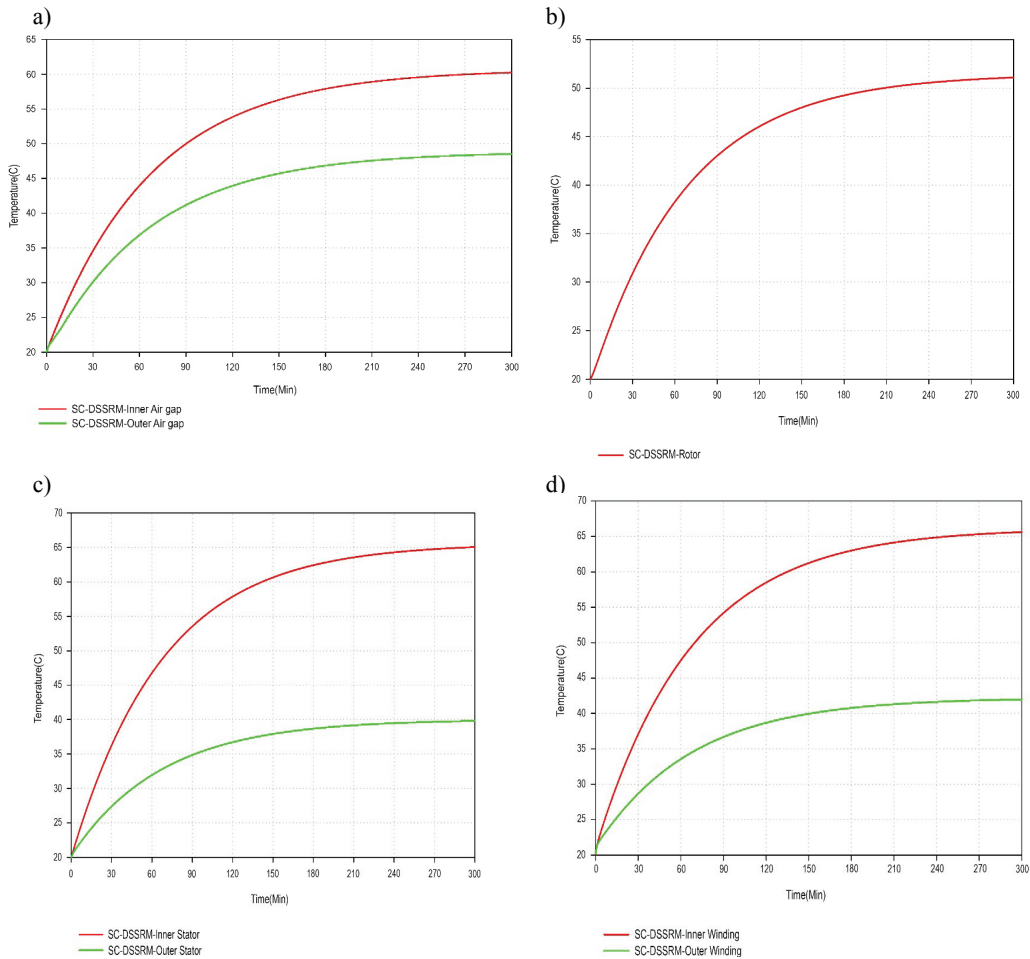 a)
65
60
55
50
45
40
35
30
25
20
Temperature(C)
0 30 60 90 120 150 180 210 240 270 300
Time(Min)
SC-DSSRM-Inner Air gap
SC-DSSRM-Outer Air gap
b)
55
50
45
40
35
30
25
20
Temperature(C)
0 30 60 90 120 150 180 210 240 270 300
Time(Min)
SC-DSSRM-Rotor
c)
70
65
60
55
50
45
40
35
30
25
20
Temperature(C)
0 30 60 90 120 150 180 210 240 270 300
Time(Min)
SC-DSSRM-Inner Stator
SC-DSSRM-Outer Stator
d)
70
65
60
55
50
45
40
35
30
25
20
Temperature(C)
0 30 60 90 120 150 180 210 240 270 300
Time(Min)
SC-DSSRM-Inner Winding
SC-DSSRM-Outer Winding